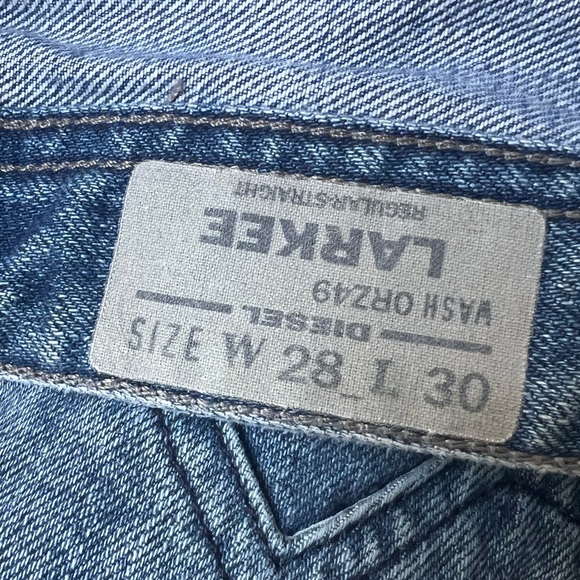 REGULAR-STRAIGHT
LARKEE
WASH ORZ49
DIESEL
SIZE W 28_L 30